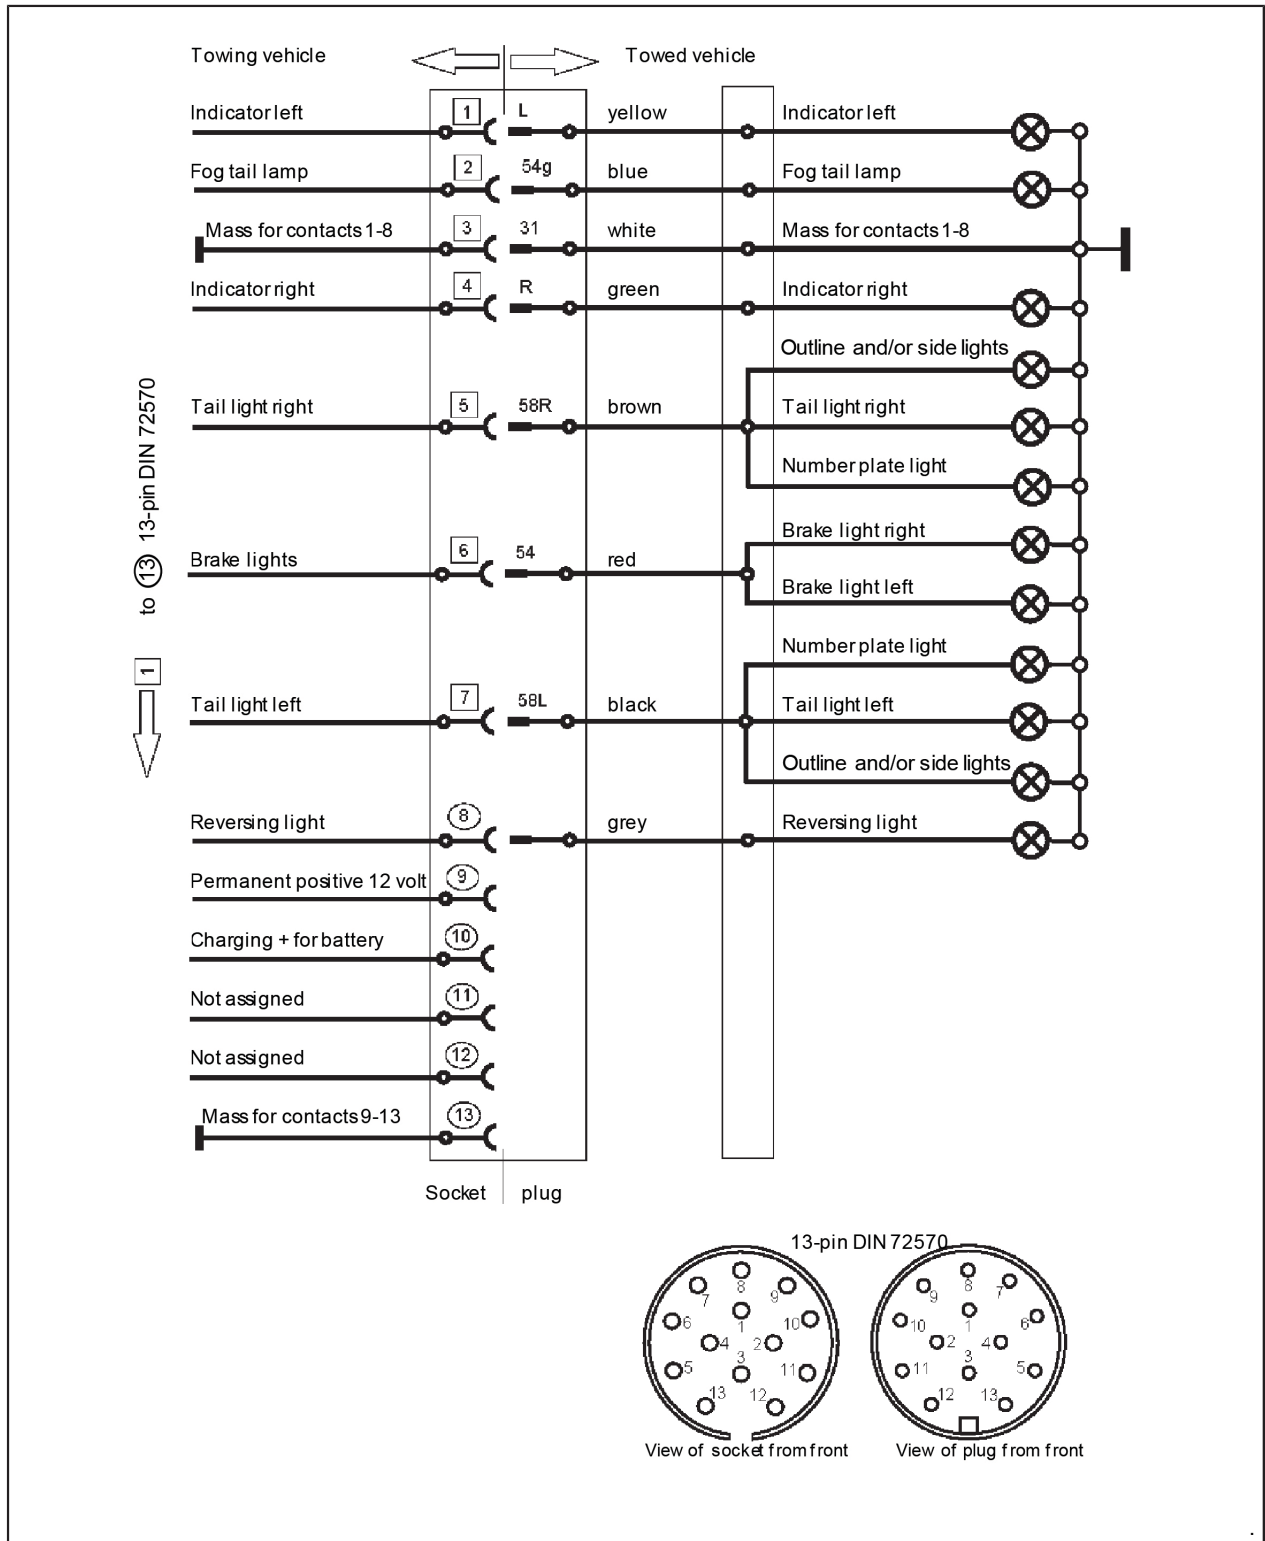 Towing vehicle Towed vehicle
Indicator left 1 L yellow Indicator left
Fog tail lamp 2 54g blue Fog tail lamp
Mass for contacts 1-8 3 31 white Mass for contacts 1-8
Indicator right 4 R green Indicator right
Outline and/or side lights
Tail light right 5 58R brown Tail light right
Number plate light
Brake light right
Brake lights 6 54 red
Brake light left
Number plate light
Tail light left 7 58L black Tail light left
Outline and/or side lights
Reversing light 8 grey Reversing light
Permanent positive 12 volt 9
Charging + for battery 10
Not assigned 11
Not assigned 12
Mass for contacts 9-13 13
1 to 13 13-pin DIN 72570
Socket plug
13-pin DIN 72570
8
7 9
6 1 10
4 2
5 3 11
13 12
View of socket from front
8
9 7
10 1 6
2 4
11 3 5
12 13
View of plug from front
.